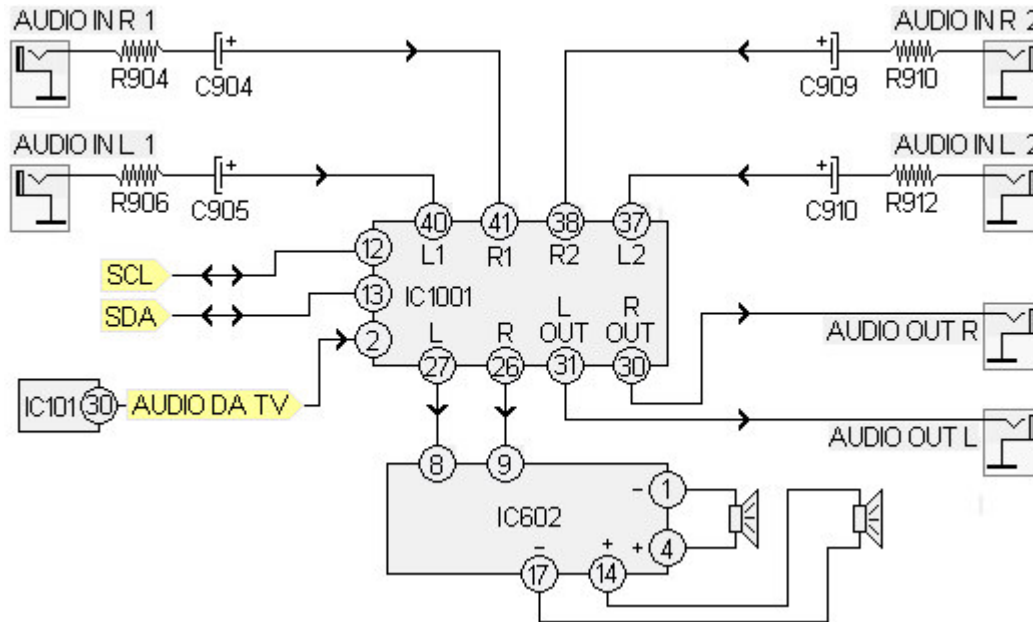 AUDIO IN R 1
AUDIO IN R 2
R904
C904
+
+
C909
R910
AUDIO IN L 1
AUDIO IN L 2
R906
C905
+
+
C910
R912
40
41
38
37
12
L1
R1
R2
L2
SCL
13
IC1001
SDA
L
R
L OUT
R OUT
2
27
26
31
30
AUDIO OUT R
IC101
30
AUDIO DA TV
AUDIO OUT L
8
9
IC602
-
1
+
4
-
+
17
14